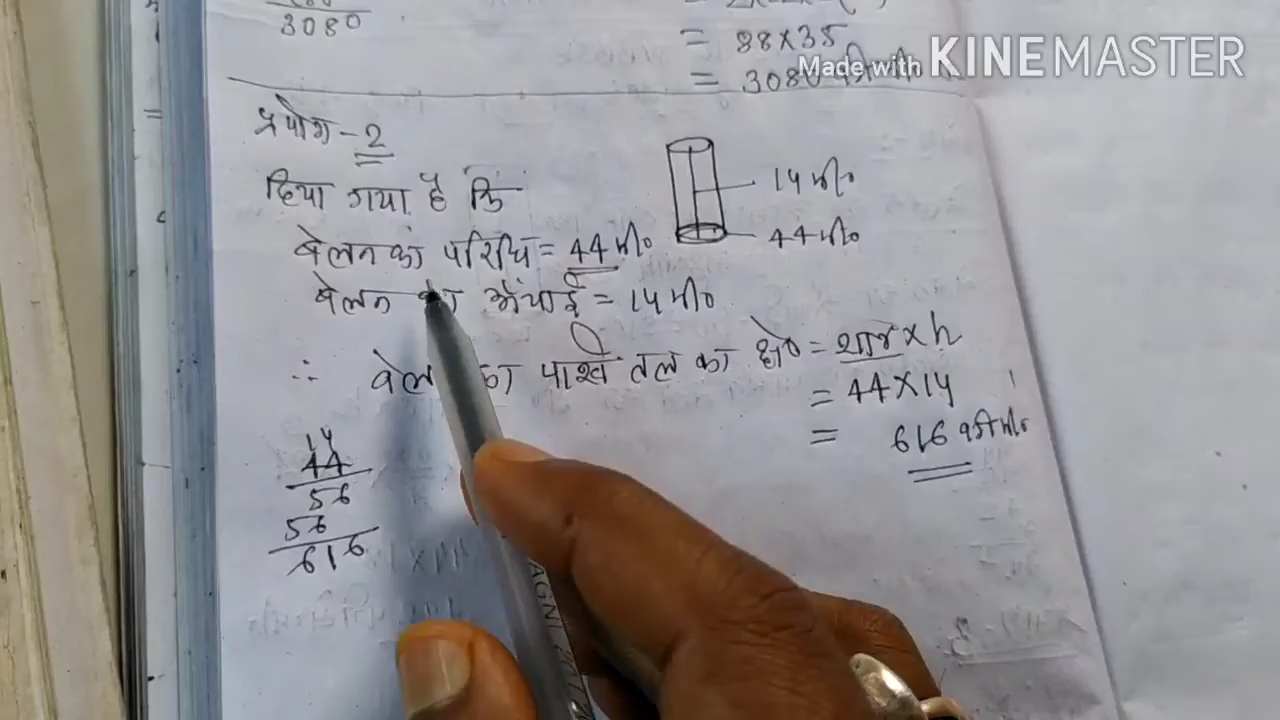 3080
= 88×35
= 3080
Made with KINEMASTER
प्रयोग-2
दिया गया है कि
14 मी०
बेलन का परिधि = 44 मी०
44 मी०
बेलन का ऊँचाई = 14 मी०
∴ बेलन का पार्श्व तल का क्षे० = 2πr×h
= 44×14
= 616 वर्ग मी०
14
44
56
56
616
AGNI